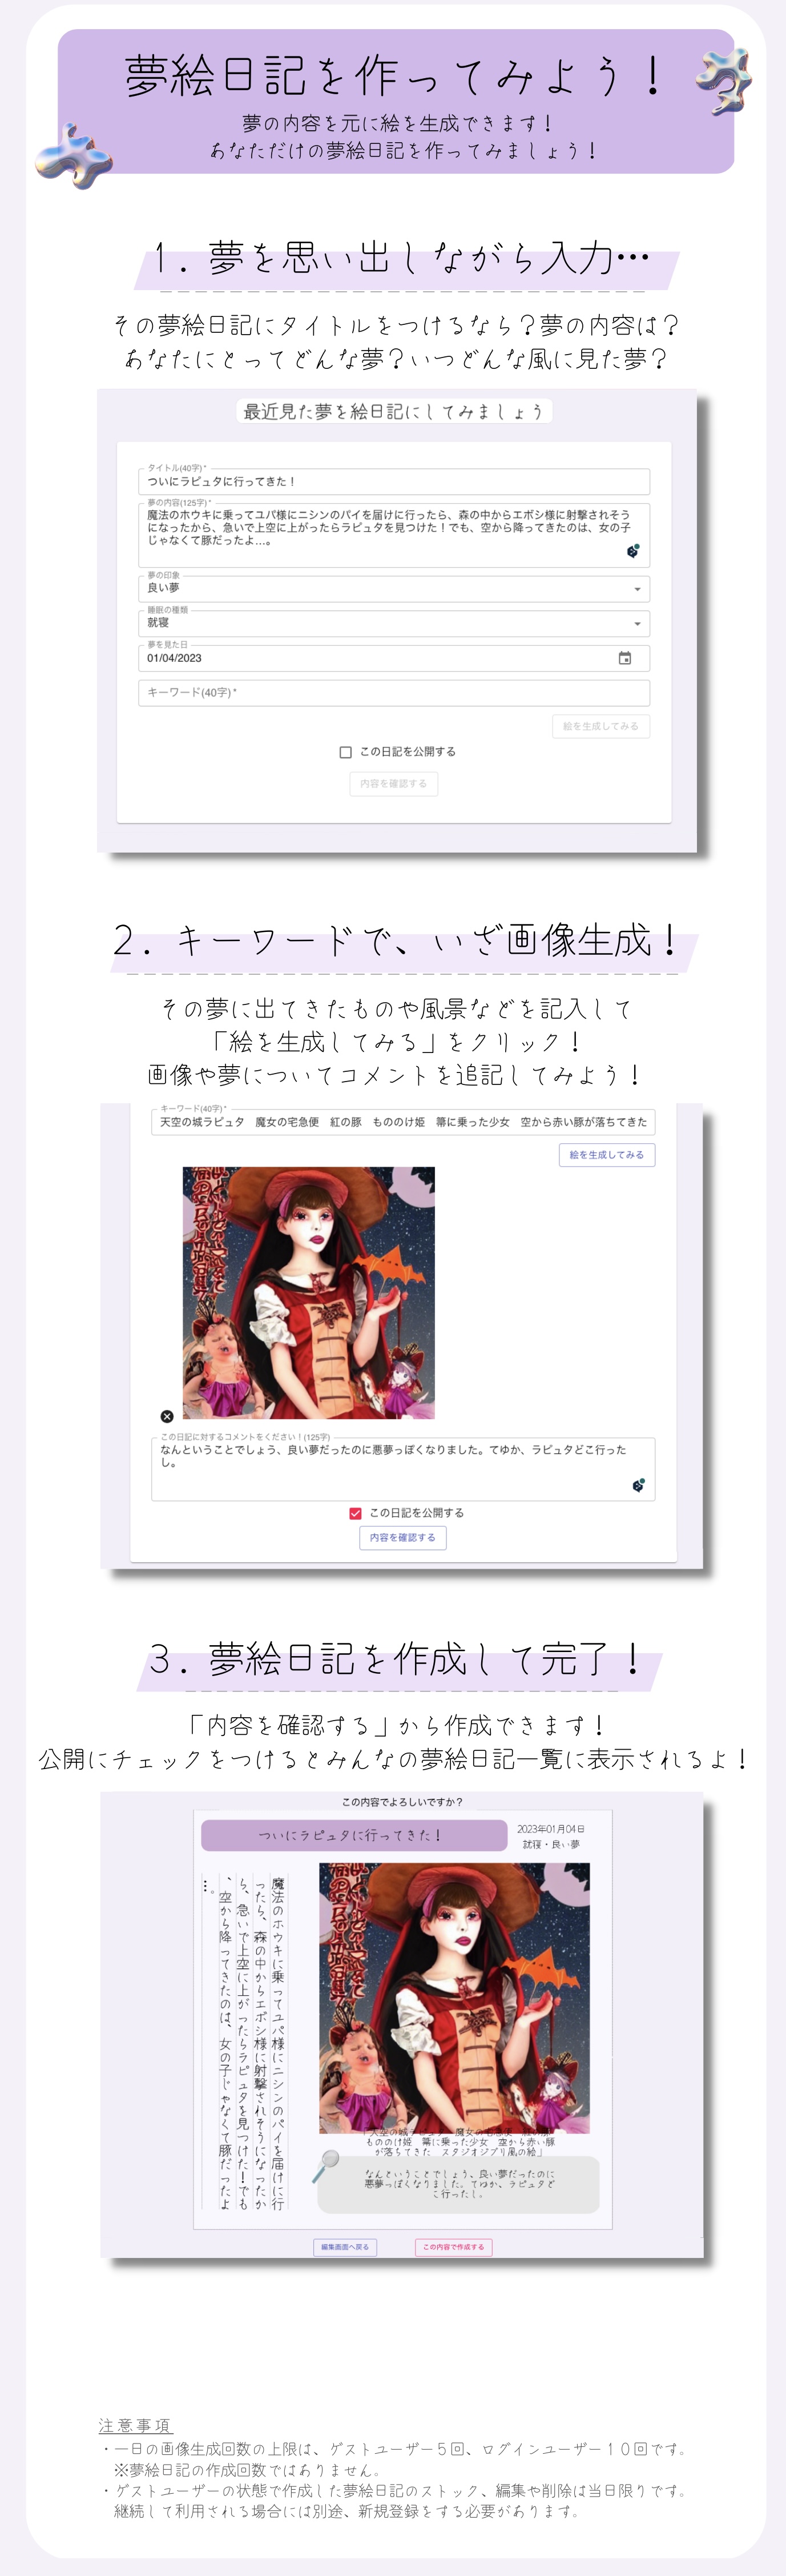 夢絵日記を作ってみよう！
夢の内容を元に絵を生成できます！
あなただけの夢絵日記を作ってみましょう！
1. 夢を思い出しながら入力…
その夢絵日記にタイトルをつけるなら？夢の内容は？
あなたにとってどんな夢？いつどんな風に見た夢？
最近見た夢を絵日記にしてみましょう
タイトル(40字)*
ついにラピュタに行ってきた！
夢の内容(125字)*
魔法のホウキに乗ってユパ様にニシンのパイを届けに行ったら、森の中からエボシ様に射撃されそう
になったから、急いで上空に上がったらラピュタを見つけた！でも、空から降ってきたのは、女の子
じゃなくて豚だったよ…。
夢の印象
良い夢
睡眠の種類
就寝
夢を見た日
01/04/2023
キーワード(40字)*
絵を生成してみる
この日記を公開する
内容を確認する
2. キーワードで、いざ画像生成！
その夢に出てきたものや風景などを記入して
「絵を生成してみる」をクリック！
画像や夢についてコメントを追記してみよう！
キーワード(40字)*
天空の城ラピュタ　魔女の宅急便　紅の豚　もののけ姫　箒に乗った少女　空から赤い豚が落ちてきた
絵を生成してみる
この日記に対するコメントをください！(125字)
なんということでしょう、良い夢だったのに悪夢っぽくなりました。てゆか、ラピュタどこ行った
し。
この日記を公開する
内容を確認する
3. 夢絵日記を作成して完了！
「内容を確認する」から作成できます！
公開にチェックをつけるとみんなの夢絵日記一覧に表示されるよ！
この内容でよろしいですか？
ついにラピュタに行ってきた！
2023年01月04日
就寝・良い夢
魔法のホウキに乗ってユパ様にニシンのパイを届けに行
ったら、森の中からエボシ様に射撃されそうになったか
ら、急いで上空に上がったらラピュタを見つけた！でも
、空から降ってきたのは、女の子じゃなくて豚だったよ
…。
「天空の城ラピュタ　魔女の宅急便　紅の豚
もののけ姫　箒に乗った少女　空から赤い豚
が落ちてきた　スタジオジブリ風の絵」
なんということでしょう、良い夢だったのに
悪夢っぽくなりました。てゆか、ラピュタど
こ行ったし。
編集画面へ戻る
この内容で作成する
注意事項
・一日の画像生成回数の上限は、ゲストユーザー５回、ログインユーザー１０回です。
※夢絵日記の作成回数ではありません。
・ゲストユーザーの状態で作成した夢絵日記のストック、編集や削除は当日限りです。
継続して利用される場合には別途、新規登録をする必要があります。